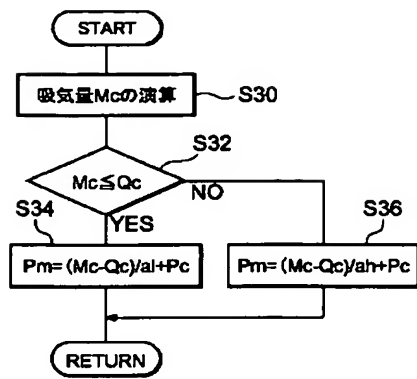 START
吸気量Mcの演算
S30
S32
Mc≦Qc
NO
S34
YES
S36
Pm=(Mc-Qc)/al+Pc
Pm=(Mc-Qc)/ah+Pc
RETURN